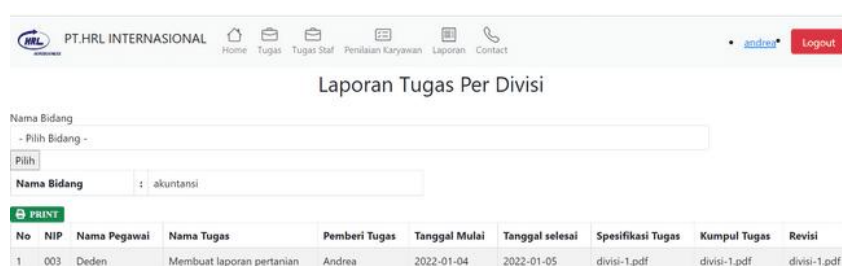 HRL
PT.HRL INTERNASIONAL
Home Tugas Tugas Staf Penilaian Karyawan Laporan Contact
andrea
Logout
Laporan Tugas Per Divisi
Nama Bidang
- Pilih Bidang -
Pilih
Nama Bidang : akuntansi
PRINT
No NIP Nama Pegawai Nama Tugas Pemberi Tugas Tanggal Mulai Tanggal selesai Spesifikasi Tugas Kumpul Tugas Revisi
1 003 Deden Membuat laporan pertanian Andrea 2022-01-04 2022-01-05 divisi-1.pdf divisi-1.pdf divisi-1.pdf